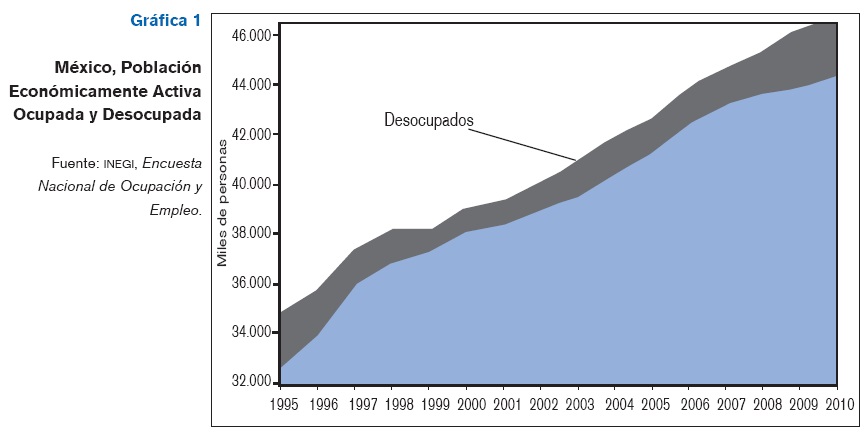 Gráfica 1
México, Población
Económicamente Activa
Ocupada y Desocupada
Fuente: INEGI, Encuesta
Nacional de Ocupación y
Empleo.
Miles de personas
46.000
44.000
42.000
40.000
38.000
36.000
34.000
32.000
Desocupados
1995 1996 1997 1998 1999 2000 2001 2002 2003 2004 2005 2006 2007 2008 2009 2010